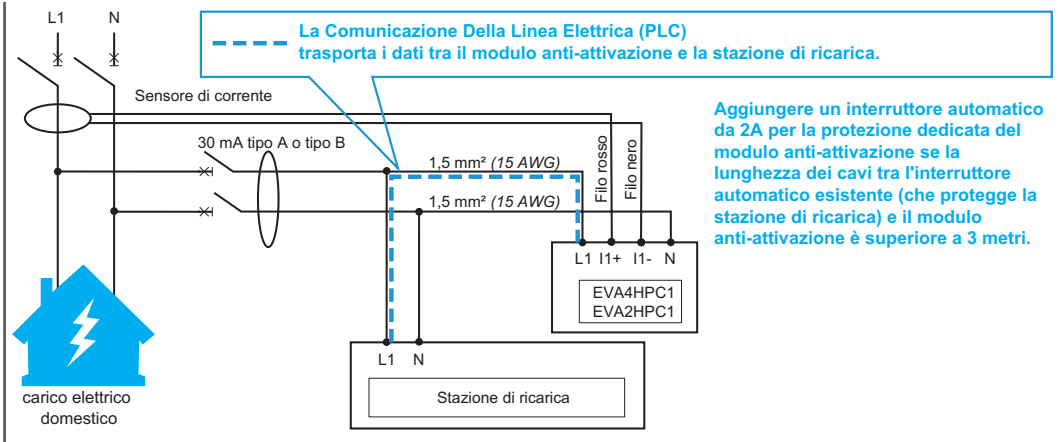 L1 N
La Comunicazione Della Linea Elettrica (PLC)
trasporta i dati tra il modulo anti-attivazione e la stazione di ricarica.
Sensore di corrente
Aggiungere un interruttore automatico
da 2A per la protezione dedicata del
modulo anti-attivazione se la
lunghezza dei cavi tra l'interruttore
automatico esistente (che protegge la
stazione di ricarica) e il modulo
anti-attivazione è superiore a 3 metri.
30 mA tipo A o tipo B
1,5 mm² (15 AWG)
1,5 mm² (15 AWG)
Filo rosso
Filo nero
L1 I1+ I1- N
EVA4HPC1
EVA2HPC1
L1 N
Stazione di ricarica
carico elettrico
domestico